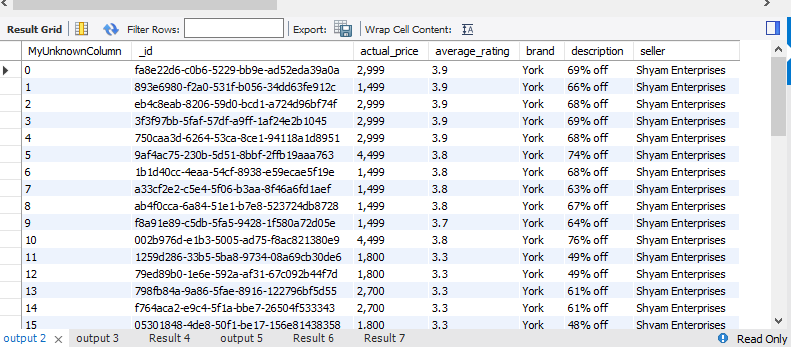 Result Grid Filter Rows: Export: Wrap Cell Content:
MyUnknownColumn _id actual_price average_rating brand description seller
0 fa8e22d6-c0b6-5229-bb9e-ad52eda39a0a 2,999 3.9 York 69% off Shyam Enterprises
1 893e6980-f2a0-531f-b056-34dd63fe912c 1,499 3.9 York 66% off Shyam Enterprises
2 eb4c8eab-8206-59d0-bcd1-a724d96bf74f 2,999 3.9 York 68% off Shyam Enterprises
3 3f3f97bb-5faf-57df-a9ff-1af24e2b1045 2,999 3.9 York 69% off Shyam Enterprises
4 750caa3d-6264-53ca-8ce1-94118a1d8951 2,999 3.9 York 68% off Shyam Enterprises
5 9af4ac75-230b-5d51-8bbf-2ffb19aaa763 4,499 3.8 York 74% off Shyam Enterprises
6 1b1d40cc-4eaa-54cf-8938-e59ecae5f19e 1,499 3.8 York 68% off Shyam Enterprises
7 a33cf2e2-c5e4-5f06-b3aa-8f46a6fd1aef 1,499 3.8 York 63% off Shyam Enterprises
8 ab4f0cca-6a84-51e1-b7e8-523724db8728 1,499 3.8 York 67% off Shyam Enterprises
9 f8a91e89-c5db-5fa5-9428-1f580a72d05e 1,499 3.7 York 64% off Shyam Enterprises
10 002b976d-e1b3-5005-ad75-f8ac821380e9 4,499 3.8 York 76% off Shyam Enterprises
11 1259d286-33b5-5ba8-9734-08a69cb30de6 1,800 3.3 York 49% off Shyam Enterprises
12 79ed89b0-1e6e-592a-af31-67c092b44f7d 1,800 3.3 York 49% off Shyam Enterprises
13 798fb84a-9a86-5fae-8916-122796bf5d55 2,700 3.3 York 61% off Shyam Enterprises
14 f764aca2-e9c4-5f1a-bbe7-26504f533343 2,700 3.3 York 61% off Shyam Enterprises
15 05301848-4de8-50f1-be17-156e81438358 1,800 3.3 York 48% off Shyam Enterprises
output 2 output 3 Result 4 output 5 Result 6 Result 7 Read Only